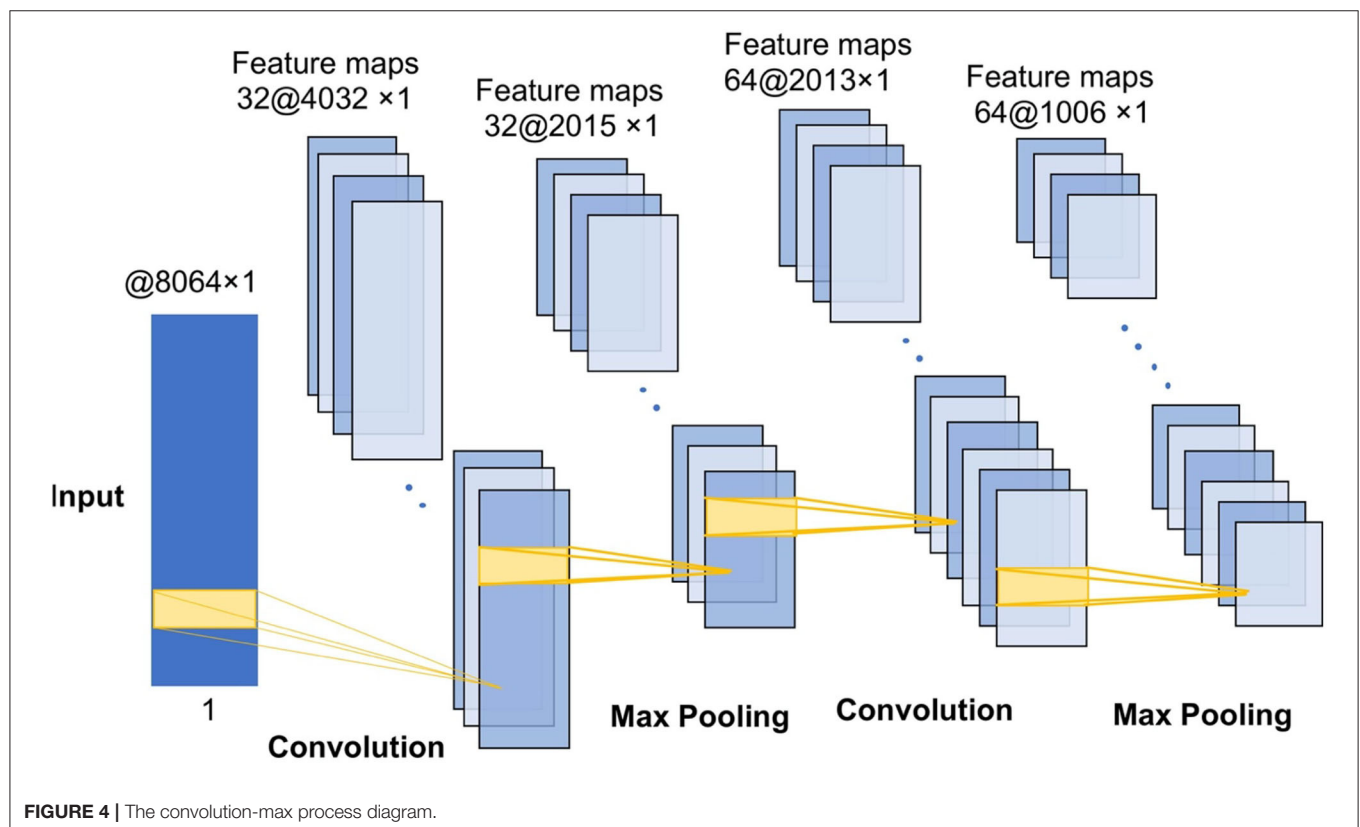 Feature maps
32@4032 ×1
Feature maps
32@2015 ×1
Feature maps
64@2013×1
Feature maps
64@1006 ×1
@8064×1
Input
1
Convolution
Max Pooling
Convolution
Max Pooling
FIGURE 4 | The convolution-max process diagram.